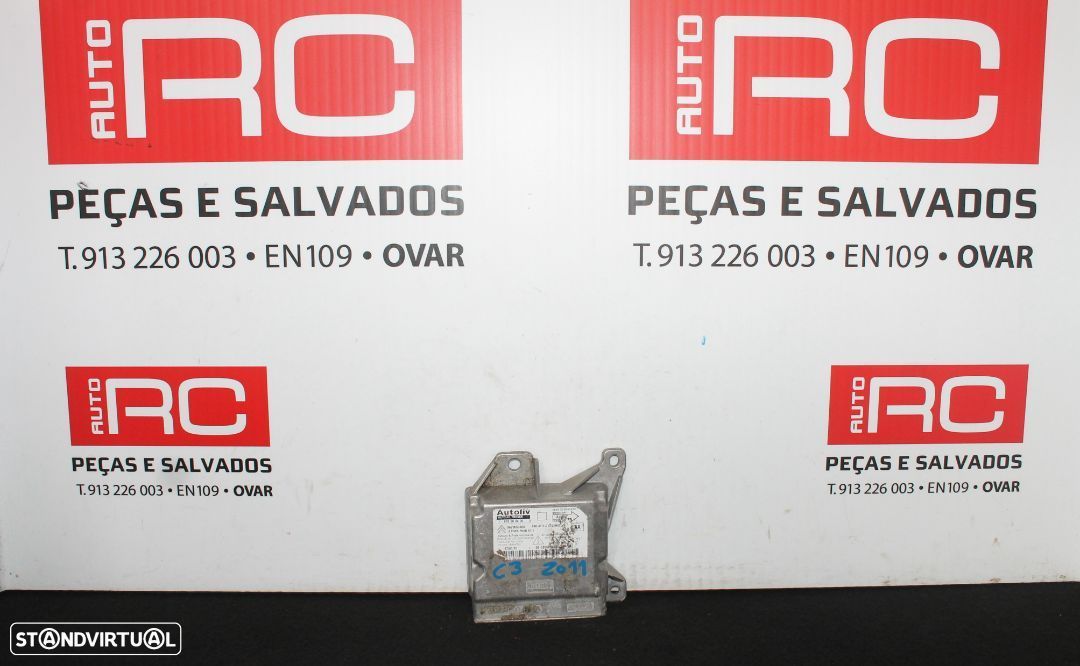 AUTO RC
PEÇAS E SALVADOS
T. 913 226 003 • EN109 • OVAR
AUTO RC
PEÇAS E SALVADOS
T. 913 226 003 • EN109 • OVAR
AUTO RC
PEÇAS E SALVADOS
T. 913 226 003 • EN109 • OVAR
AUTO RC
PEÇAS E SALVADOS
T. 913 226 003 • EN109 • OVAR
Autoliv
C3 2011
STANDVIRTUAL